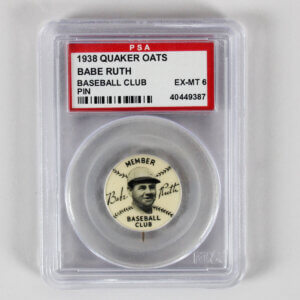 PSA
1938 QUAKER OATS
BABE RUTH
BASEBALL CLUB EX-MT 6
PIN 40449387
MEMBER
Babe Ruth
BASEBALL
CLUB